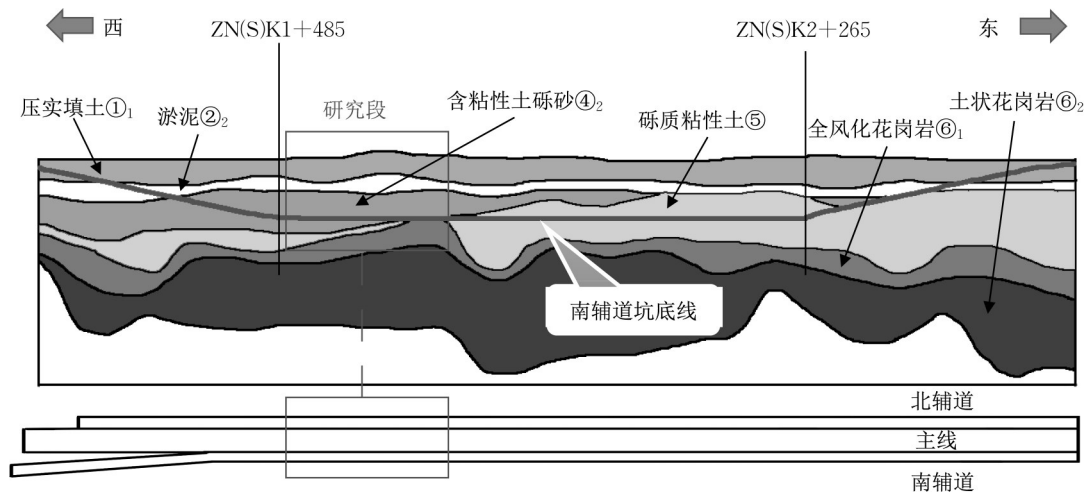 西
ZN(S)K1+485
ZN(S)K2+265
东
压实填土①₁
淤泥②₂
研究段
含粘性土砾砂④₂
砾质粘性土⑤
全风化花岗岩⑥₁
土状花岗岩⑥₂
南辅道坑底线
北辅道
主线
南辅道